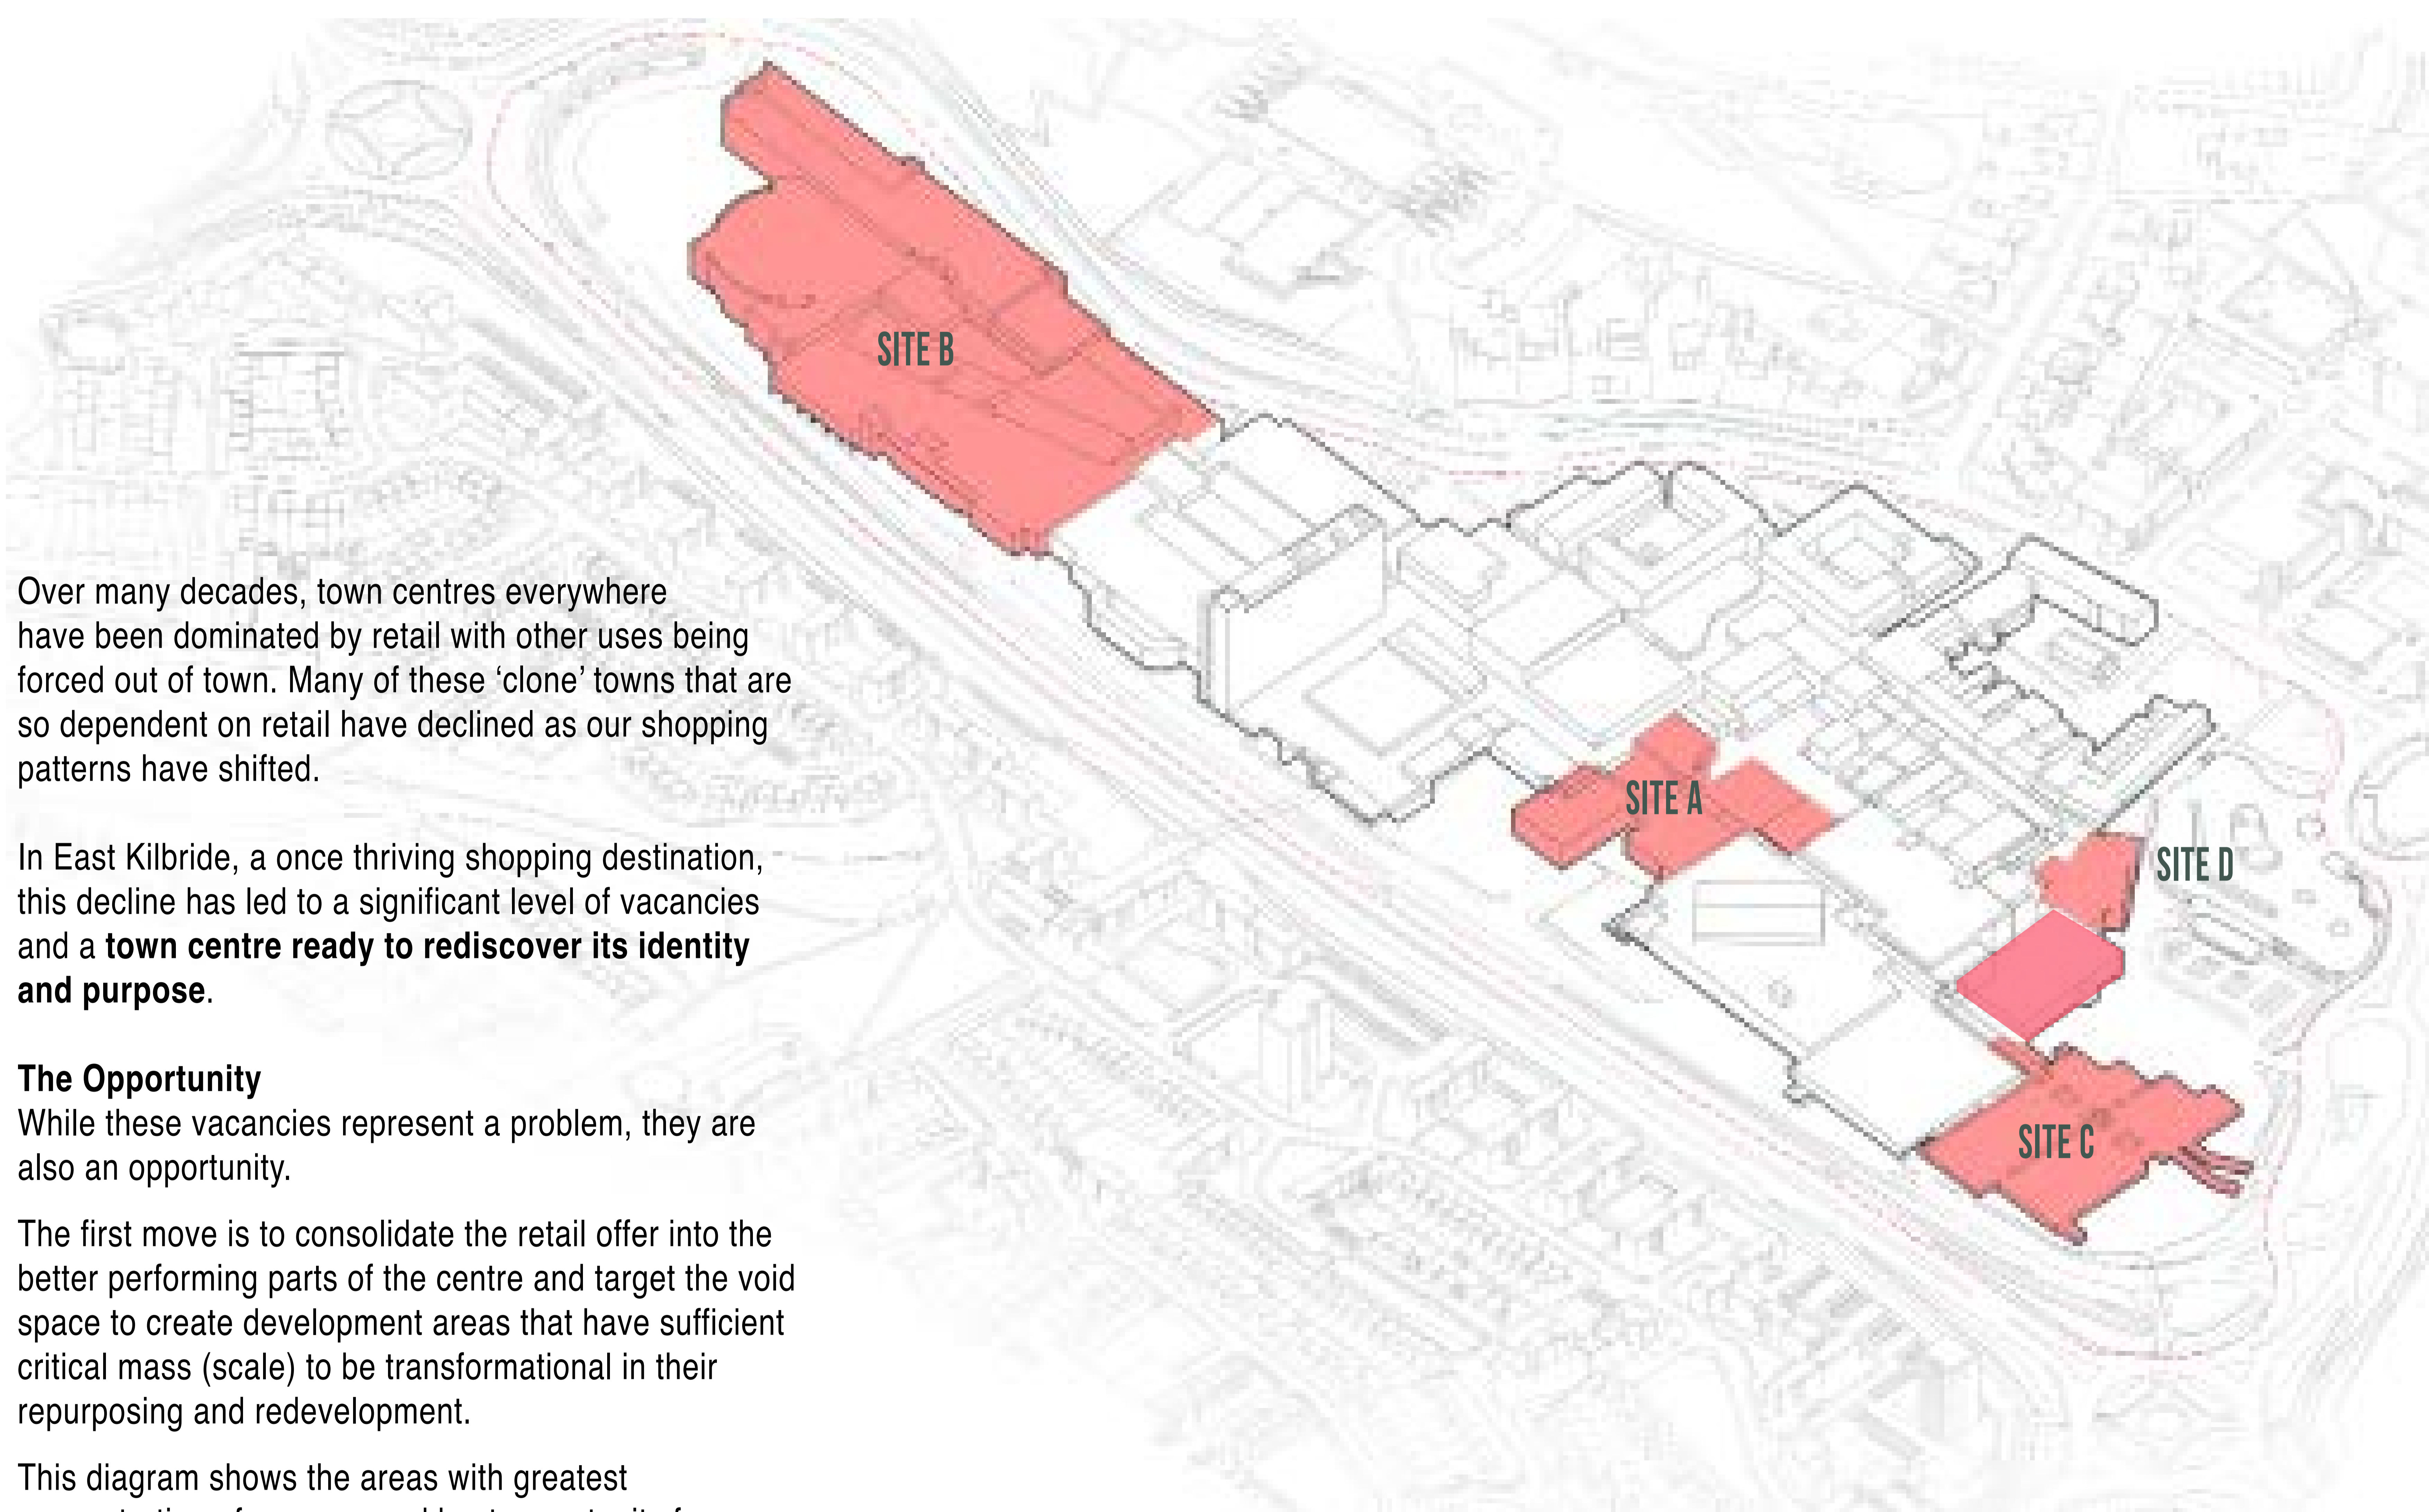 SITE B
Over many decades, town centres everywhere
have been dominated by retail with other uses being
forced out of town. Many of these ‘clone’ towns that are
so dependent on retail have declined as our shopping
patterns have shifted.
SITE A
In East Kilbride, a once thriving shopping destination,
this decline has led to a significant level of vacancies
and a town centre ready to rediscover its identity
and purpose.
SITE D
The Opportunity
While these vacancies represent a problem, they are
also an opportunity.
SITE C
The first move is to consolidate the retail offer into the
better performing parts of the centre and target the void
space to create development areas that have sufficient
critical mass (scale) to be transformational in their
repurposing and redevelopment.
This diagram shows the areas with greatest